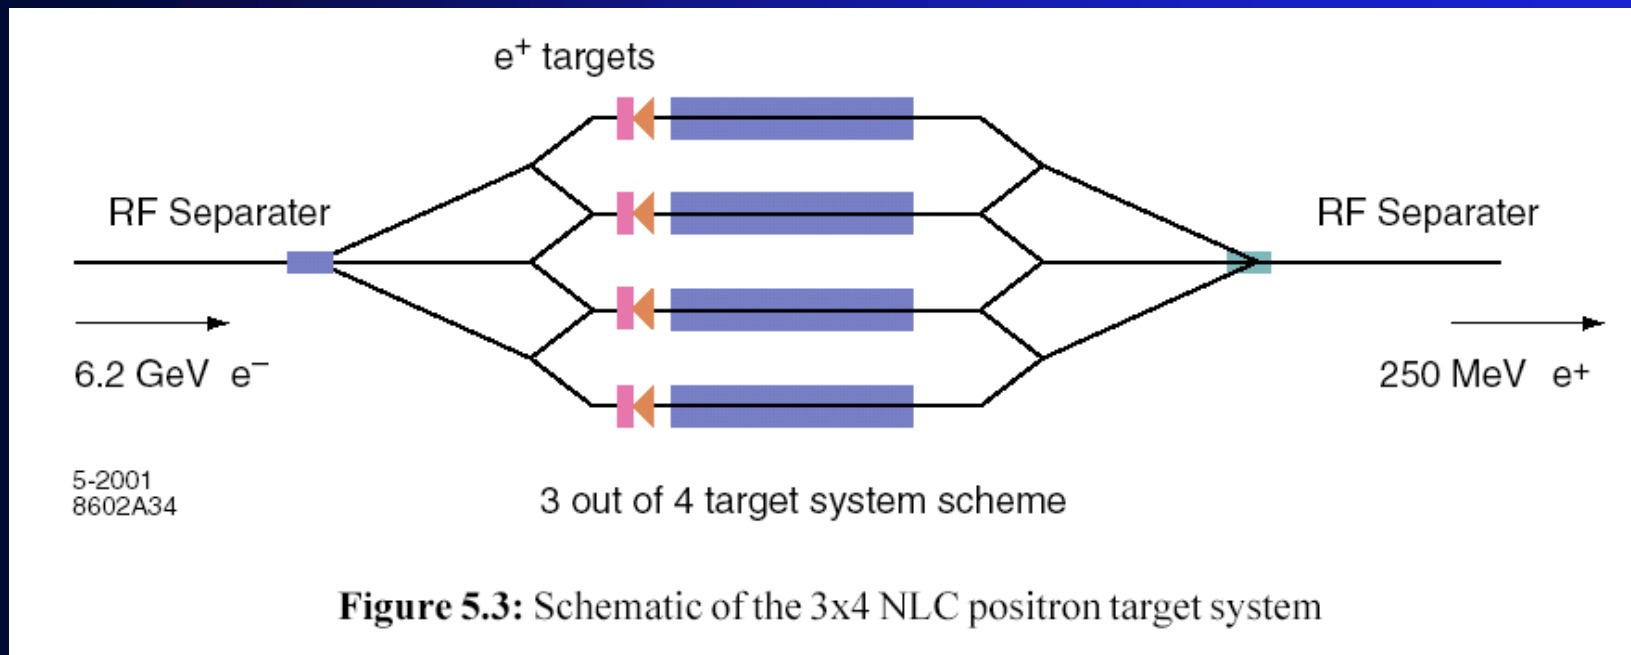 e⁺ targets
RF Separater
RF Separater
6.2 GeV e⁻
250 MeV e⁺
5-2001
8602A34
3 out of 4 target system scheme
Figure 5.3: Schematic of the 3x4 NLC positron target system